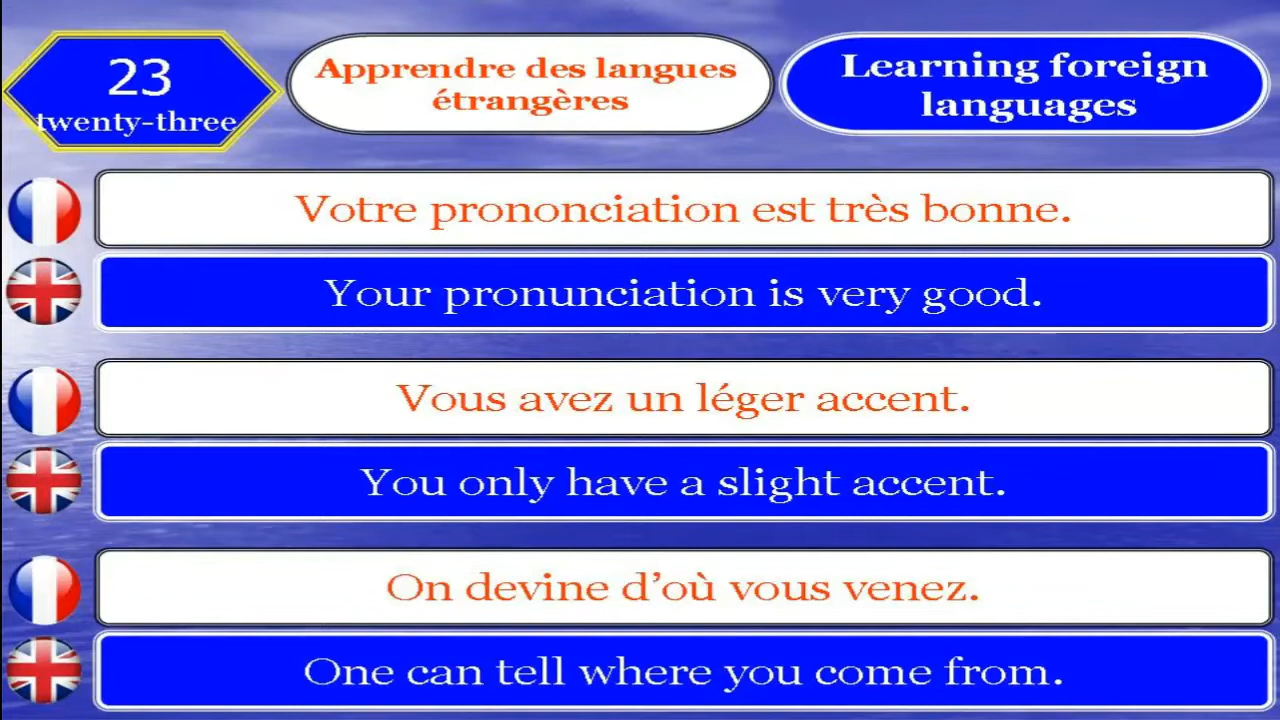 23
twenty-three
Apprendre des langues
étrangères
Learning foreign
languages
Votre prononciation est très bonne.
Your pronunciation is very good.
Vous avez un léger accent.
You only have a slight accent.
On devine d’où vous venez.
One can tell where you come from.